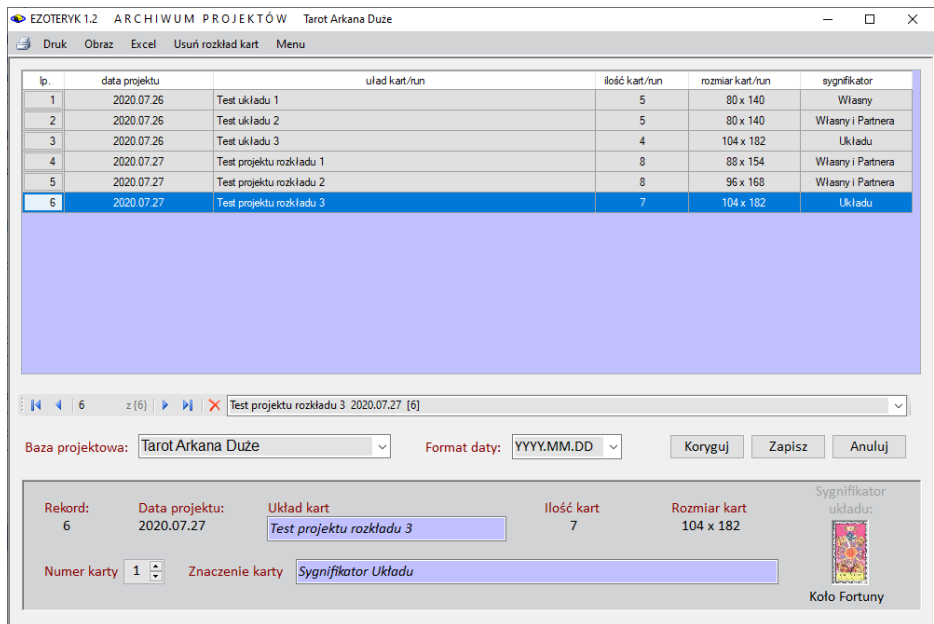 EZOTERYK 1.2 ARCHIWUM PROJEKTÓW Tarot Arkana Duże
Druk Obraz Excel Usuń rozkład kart Menu
lp. data projektu uład kart/run ilość kart/run rozmiar kart/run sygnifikator
1 2020.07.26 Test układu 1 5 80 x 140 Własny
2 2020.07.26 Test układu 2 5 80 x 140 Własny i Partnera
3 2020.07.26 Test układu 3 4 104 x 182 Układu
4 2020.07.27 Test projektu rozkładu 1 8 88 x 154 Własny i Partnera
5 2020.07.27 Test projektu rozkładu 2 8 96 x 168 Własny i Partnera
6 2020.07.27 Test projektu rozkładu 3 7 104 x 182 Układu
6 z {6} Test projektu rozkładu 3 2020.07.27 [6]
Baza projektowa: Tarot Arkana Duże Format daty: YYYY.MM.DD Koryguj Zapisz Anuluj
Sygnifikator
układu:
Rekord: Data projektu: Układ kart Ilość kart Rozmiar kart
6 2020.07.27 Test projektu rozkładu 3 7 104 x 182
Numer karty 1 Znaczenie karty Sygnifikator Układu
Koło Fortuny